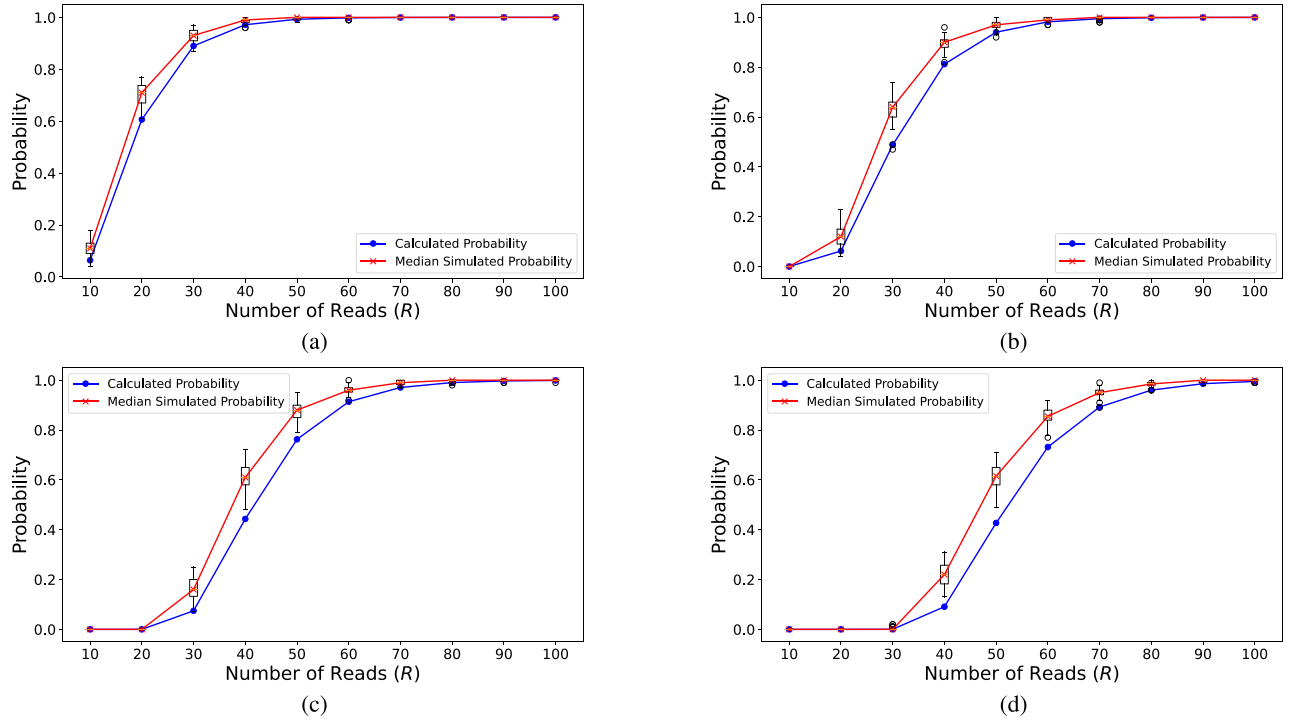 1.0
0.8
0.6
0.4
0.2
0.0
Probability
Calculated Probability
Median Simulated Probability
10 20 30 40 50 60 70 80 90 100
Number of Reads (R)
(a)
1.0
0.8
0.6
0.4
0.2
0.0
Probability
Calculated Probability
Median Simulated Probability
10 20 30 40 50 60 70 80 90 100
Number of Reads (R)
(b)
Calculated Probability
Median Simulated Probability
1.0
0.8
0.6
0.4
0.2
0.0
Probability
10 20 30 40 50 60 70 80 90 100
Number of Reads (R)
(c)
Calculated Probability
Median Simulated Probability
1.0
0.8
0.6
0.4
0.2
0.0
Probability
10 20 30 40 50 60 70 80 90 100
Number of Reads (R)
(d)